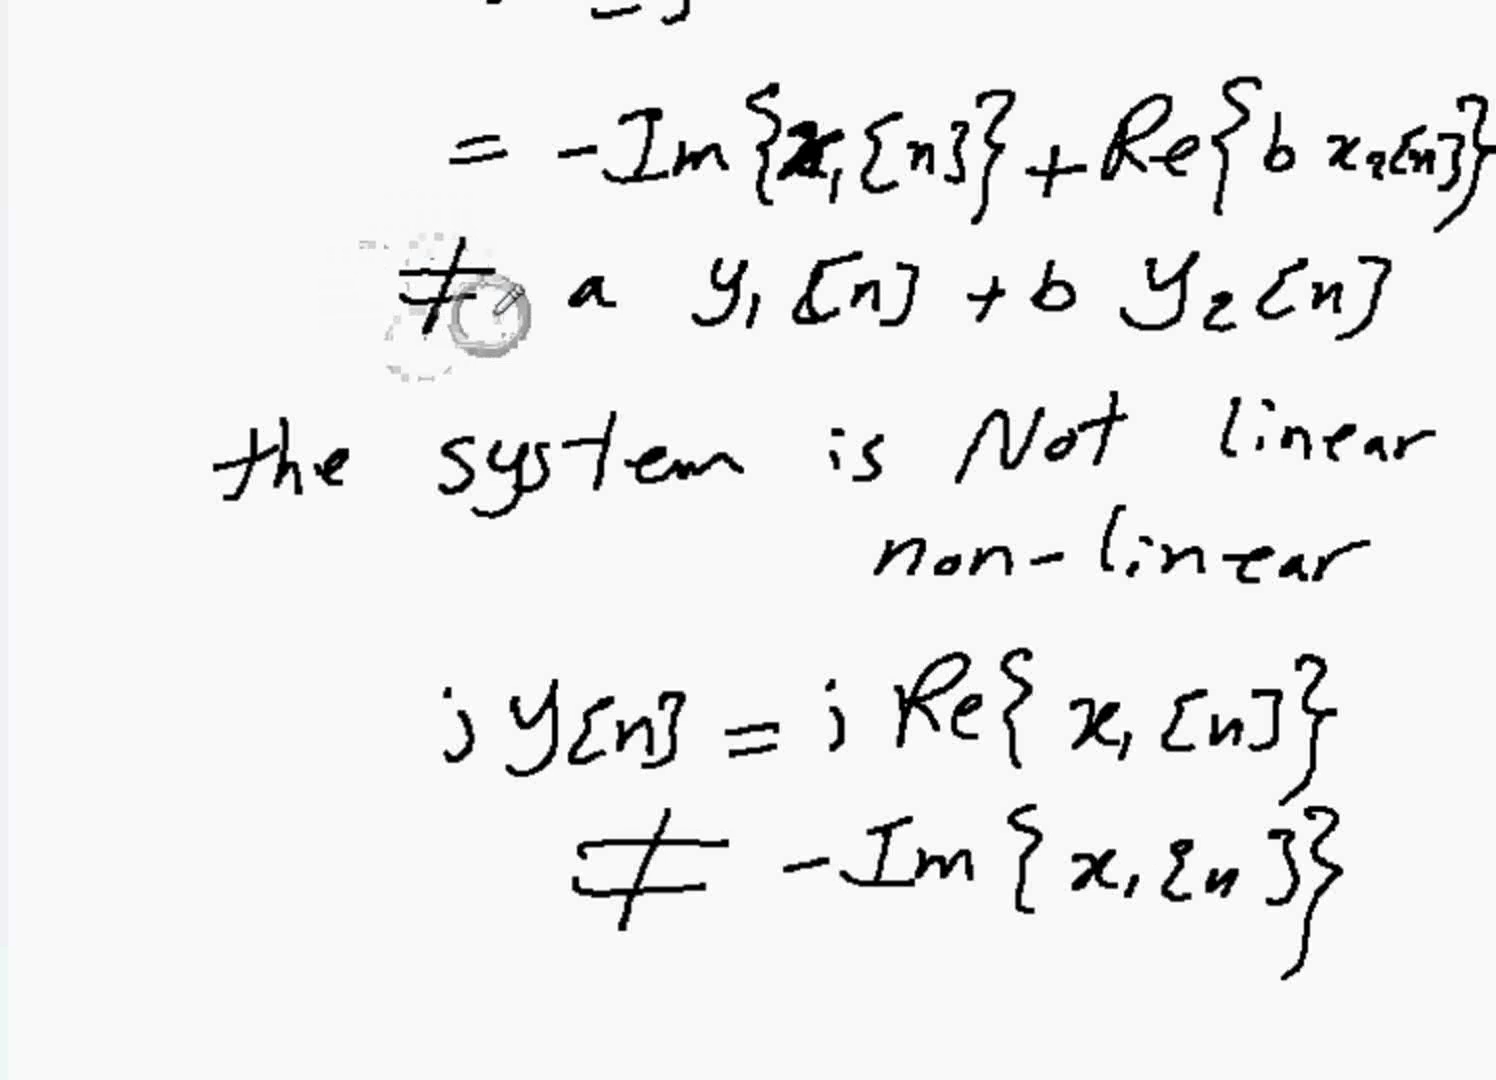 = -Im{x₁[n]} + Re{b x₂[n]}
≠ a y₁[n] + b y₂[n]
the system is Not linear
non-linear
j y[n] = j Re{x₁[n]}
≠ -Im{x₁[n]}